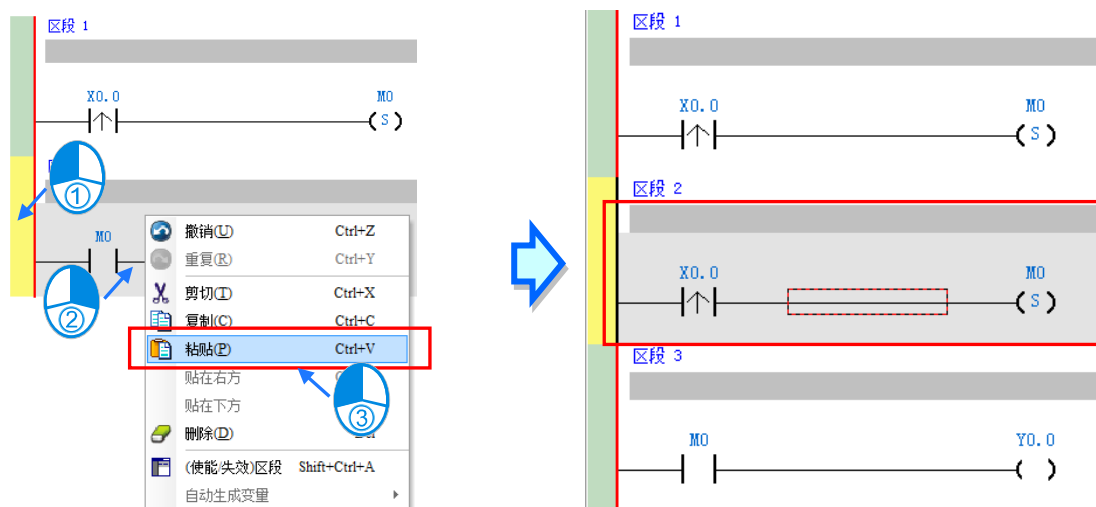 区段 1
X0.0 M0
S
①
M0
②
撤销(U) Ctrl+Z
重复(R) Ctrl+Y
剪切(T) Ctrl+X
复制(C) Ctrl+C
粘贴(P) Ctrl+V
贴在右方
贴在下方
③
删除(D)
(使能/失效)区段 Shift+Ctrl+A
自动生成变量
区段 1
X0.0 M0
S
区段 2
X0.0 M0
S
区段 3
M0 Y0.0